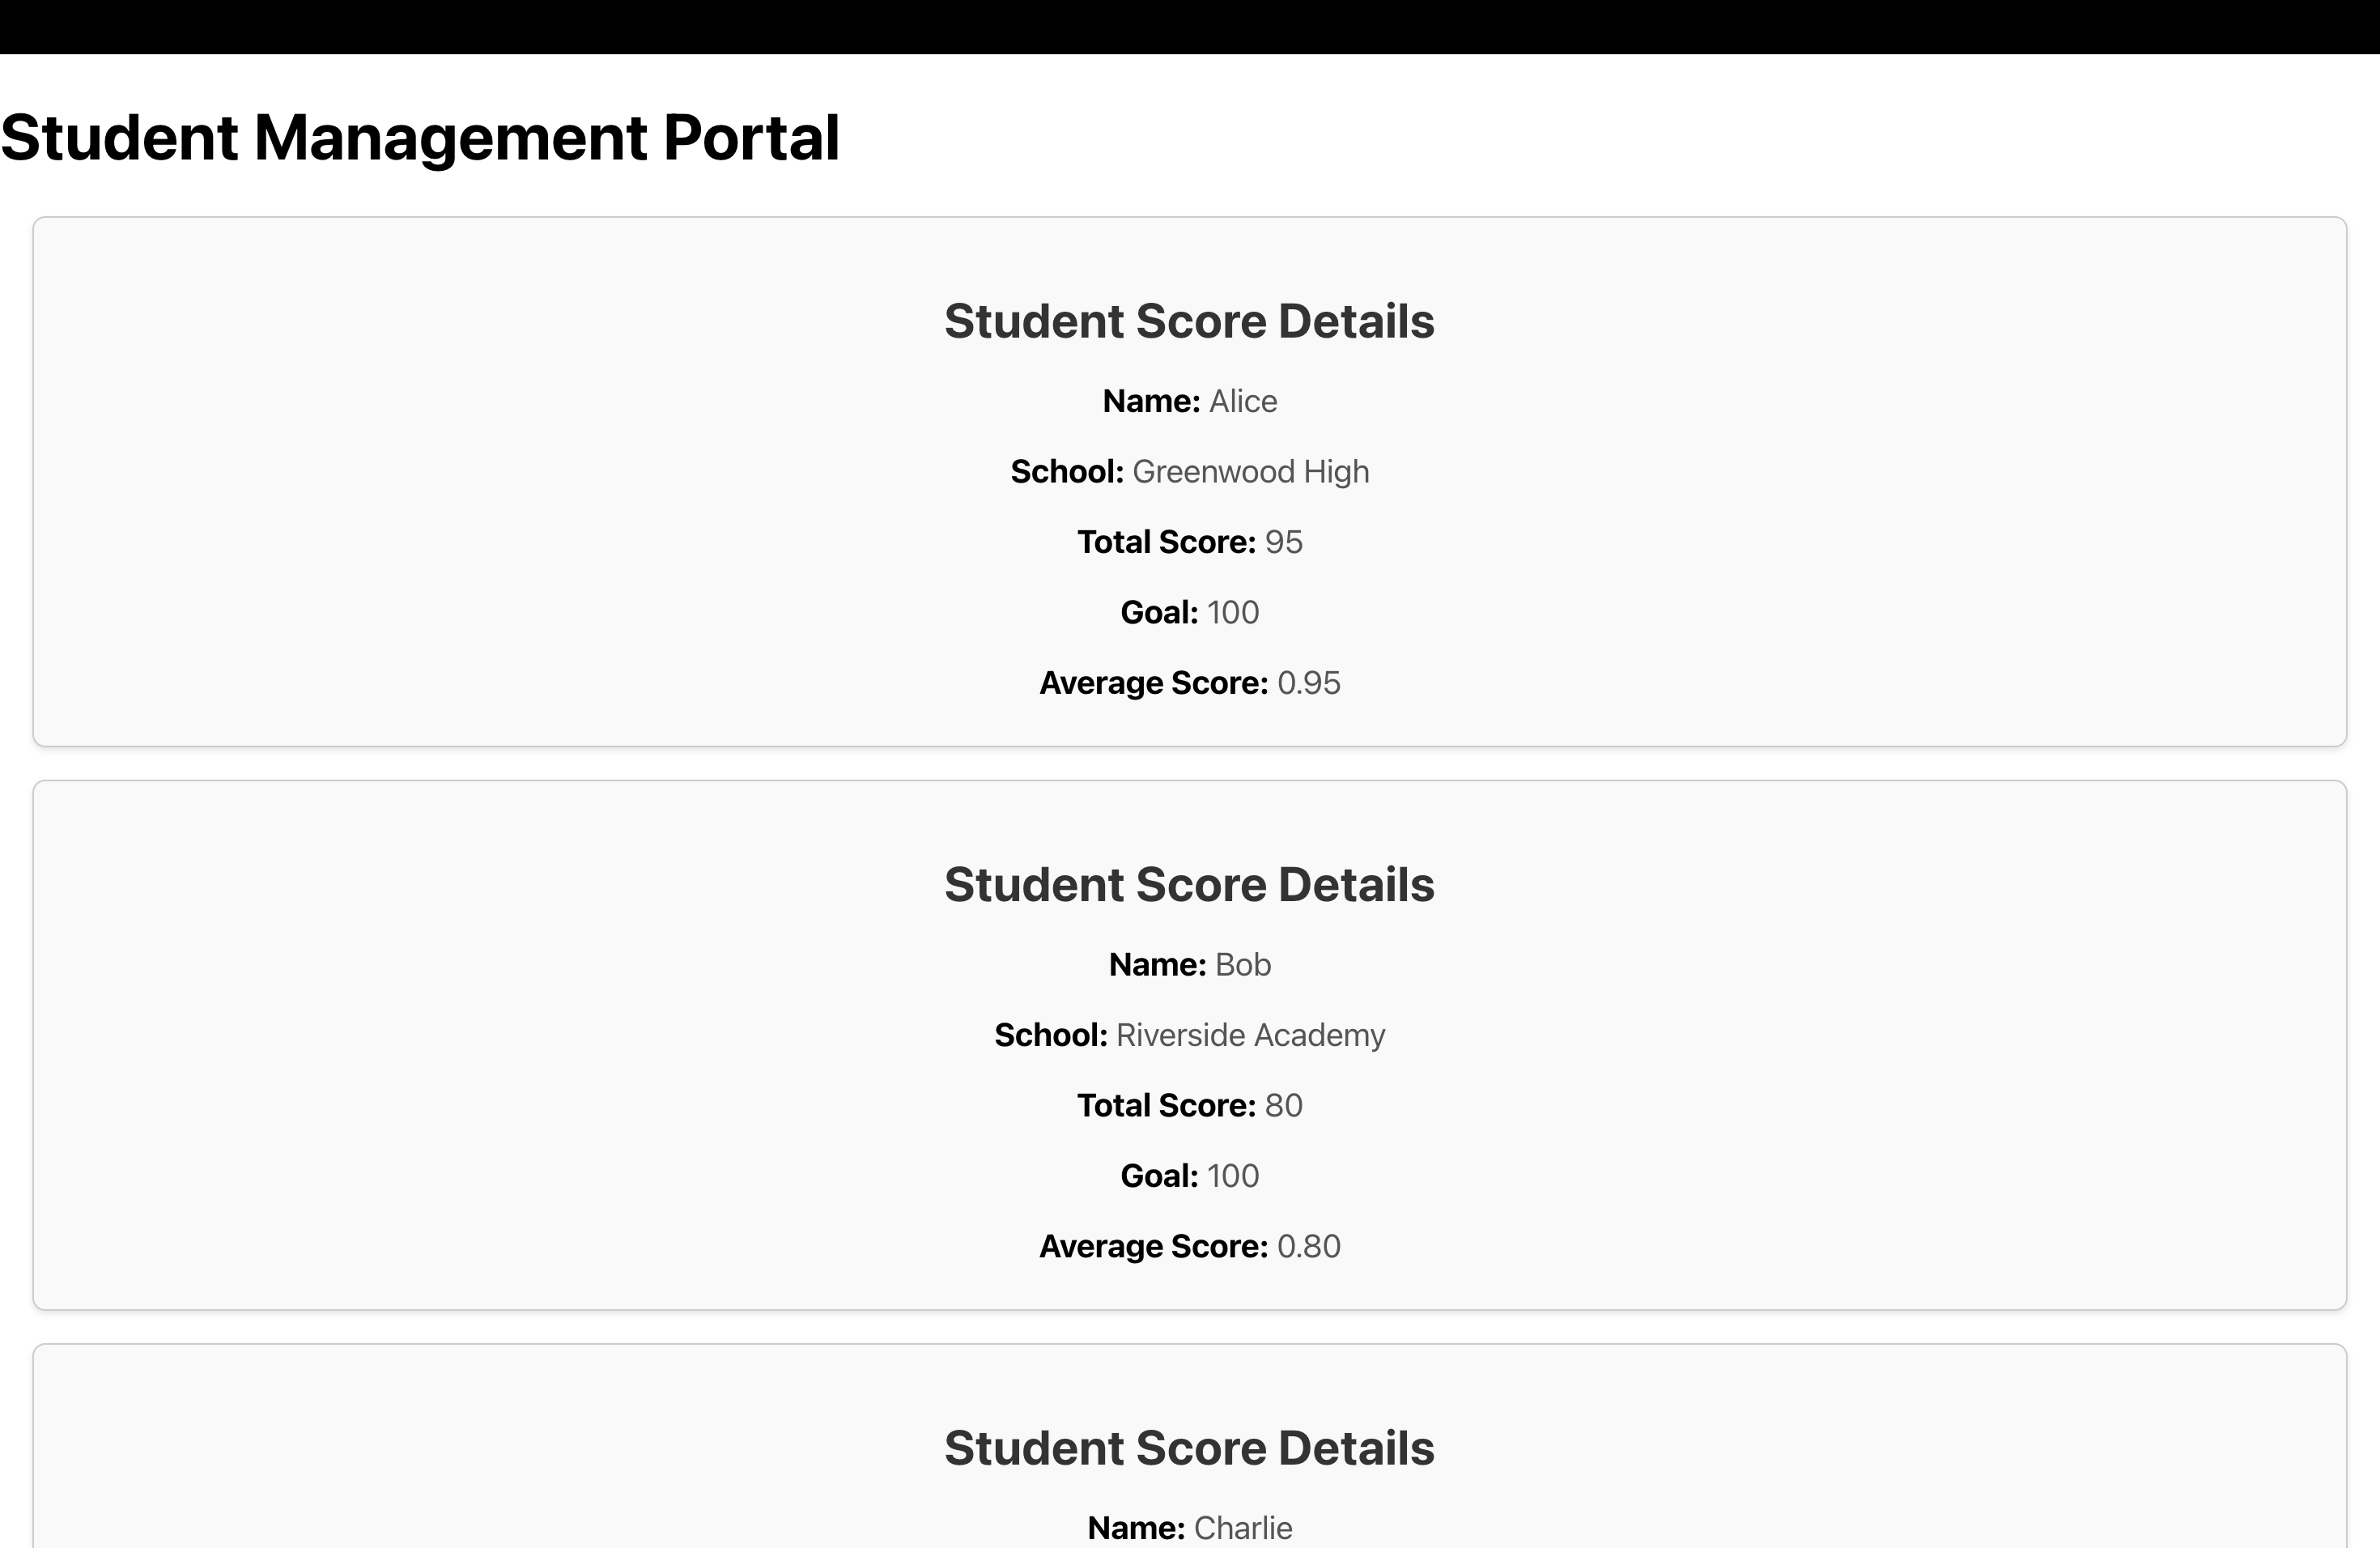 Student Management Portal
Student Score Details
Name: Alice
School: Greenwood High
Total Score: 95
Goal: 100
Average Score: 0.95
Student Score Details
Name: Bob
School: Riverside Academy
Total Score: 80
Goal: 100
Average Score: 0.80
Student Score Details
Name: Charlie